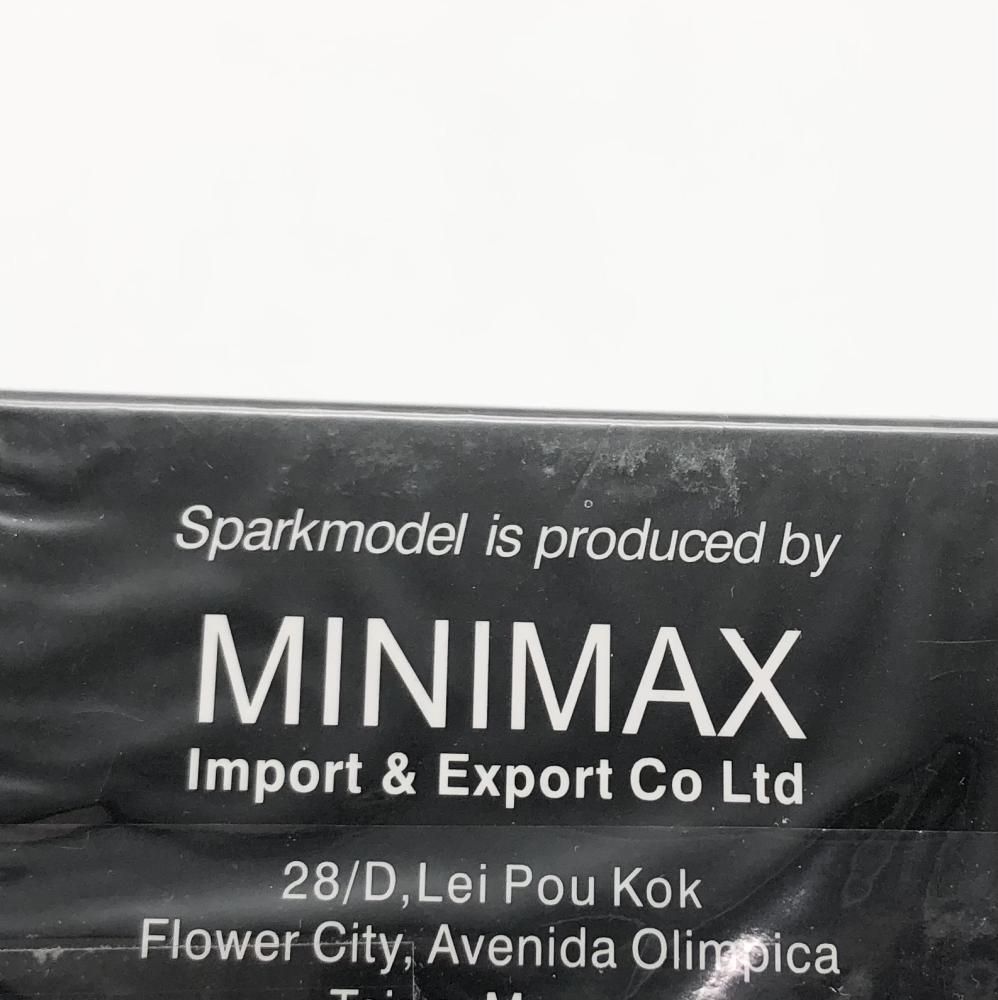 Sparkmodel is produced by
MINIMAX
Import & Export Co Ltd
28/D,Lei Pou Kok
Flower City, Avenida Olimpica